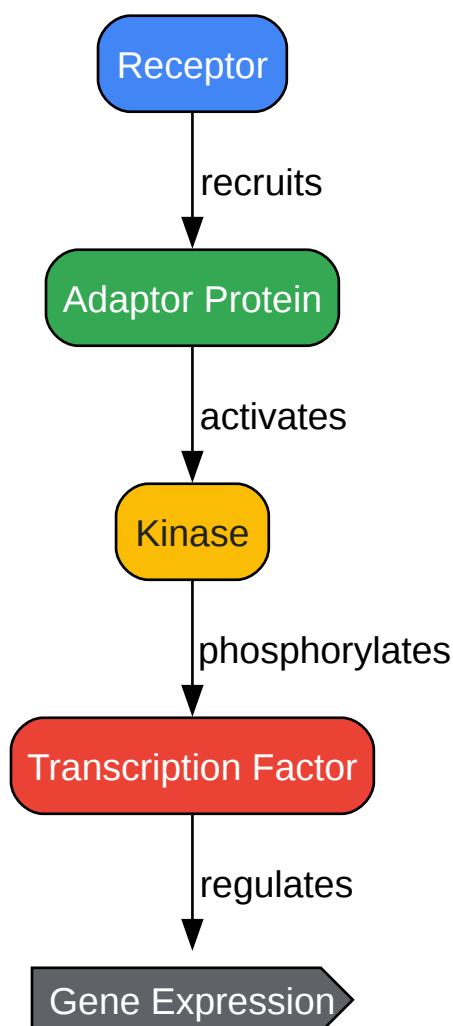 Receptor
recruits
Adaptor Protein
activates
Kinase
phosphorylates
Transcription Factor
regulates
Gene Expression